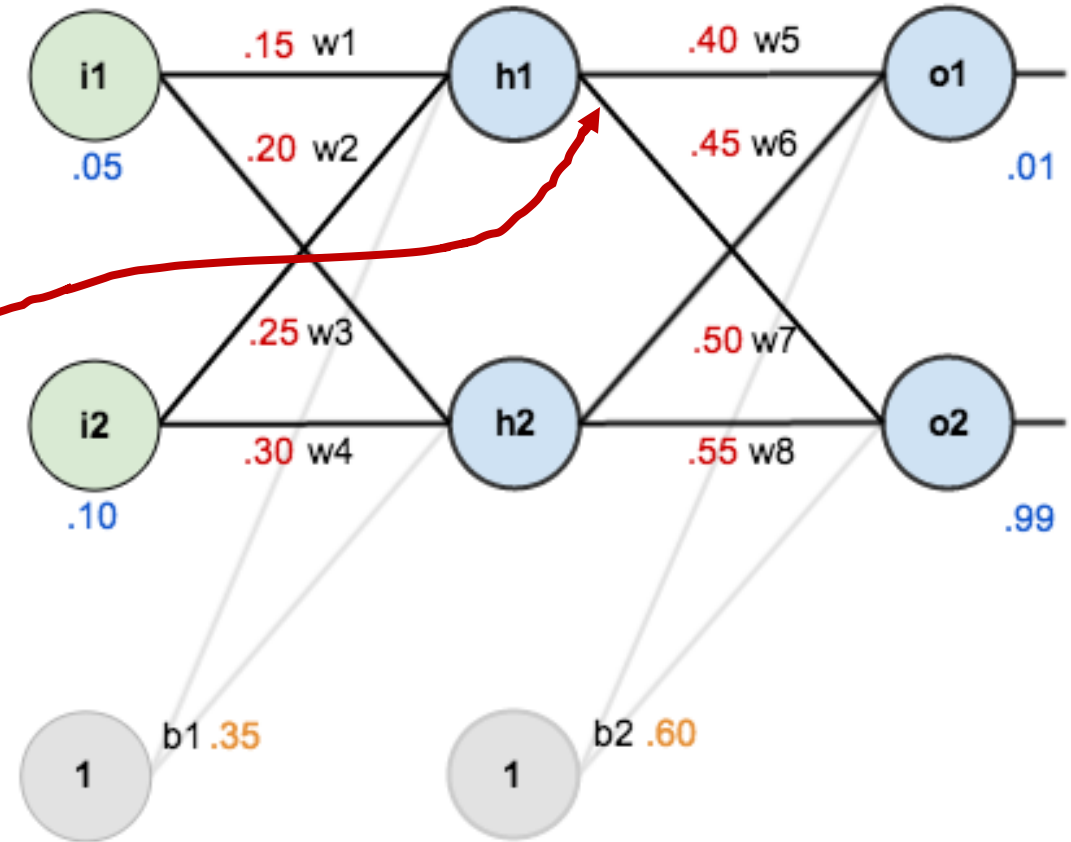 .15 w1
.40 w5
i1
h1
o1
.20 w2
.45 w6
.05
.01
.25 w3
.50 w7
i2
h2
o2
.30 w4
.55 w8
.10
.99
b1 .35
b2 .60
1
1